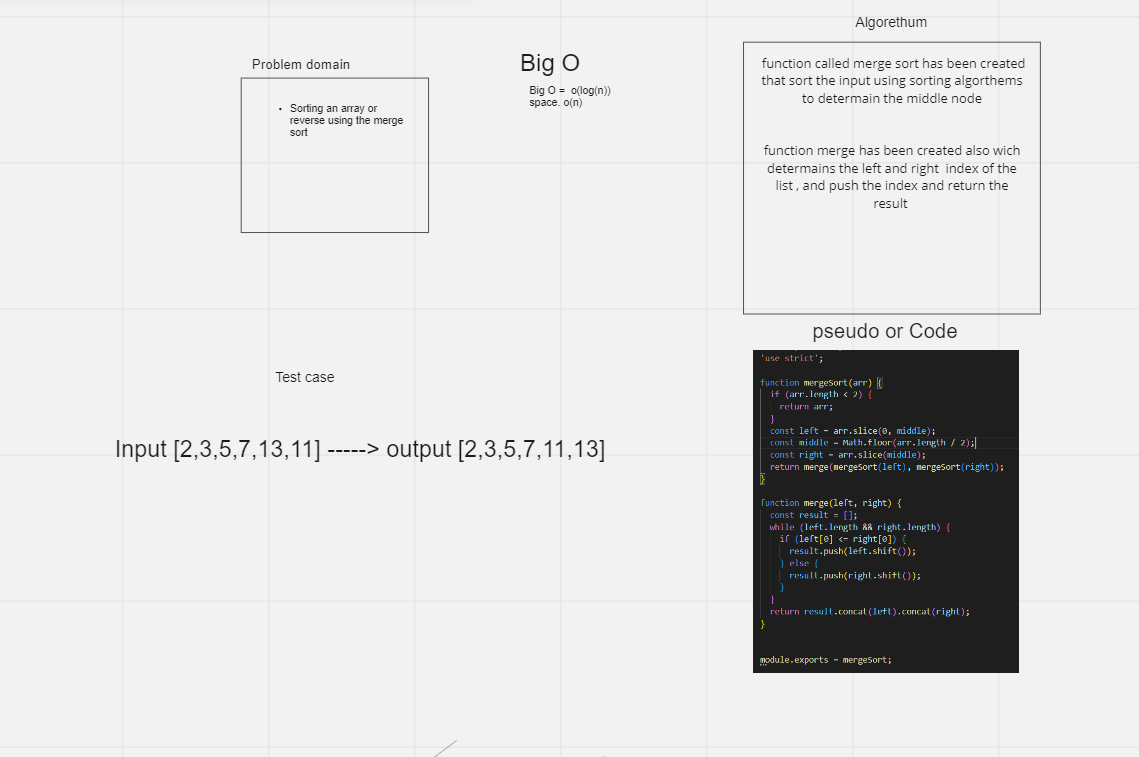 Problem domain
• Sorting an array or
reverse using the merge
sort
Big O
Big O = o(log(n))
space. o(n)
Algorethum
function called merge sort has been created
that sort the input using sorting algorthems
to determain the middle node
function merge has been created also wich
determains the left and right index of the
list , and push the index and return the
result
Test case
Input [2,3,5,7,13,11] -----> output [2,3,5,7,11,13]
pseudo or Code
'use strict';
function mergeSort(arr) {
if (arr.length < 2) {
return arr;
}
const left = arr.slice(0, middle);
const middle = Math.floor(arr.length / 2);
const right = arr.slice(middle);
return merge(mergeSort(left), mergeSort(right));
}
function merge(left, right) {
const result = [];
while (left.length && right.length) {
if (left[0] <= right[0]) {
result.push(left.shift());
} else {
result.push(right.shift());
}
}
return result.concat(left).concat(right);
}
module.exports = mergeSort;